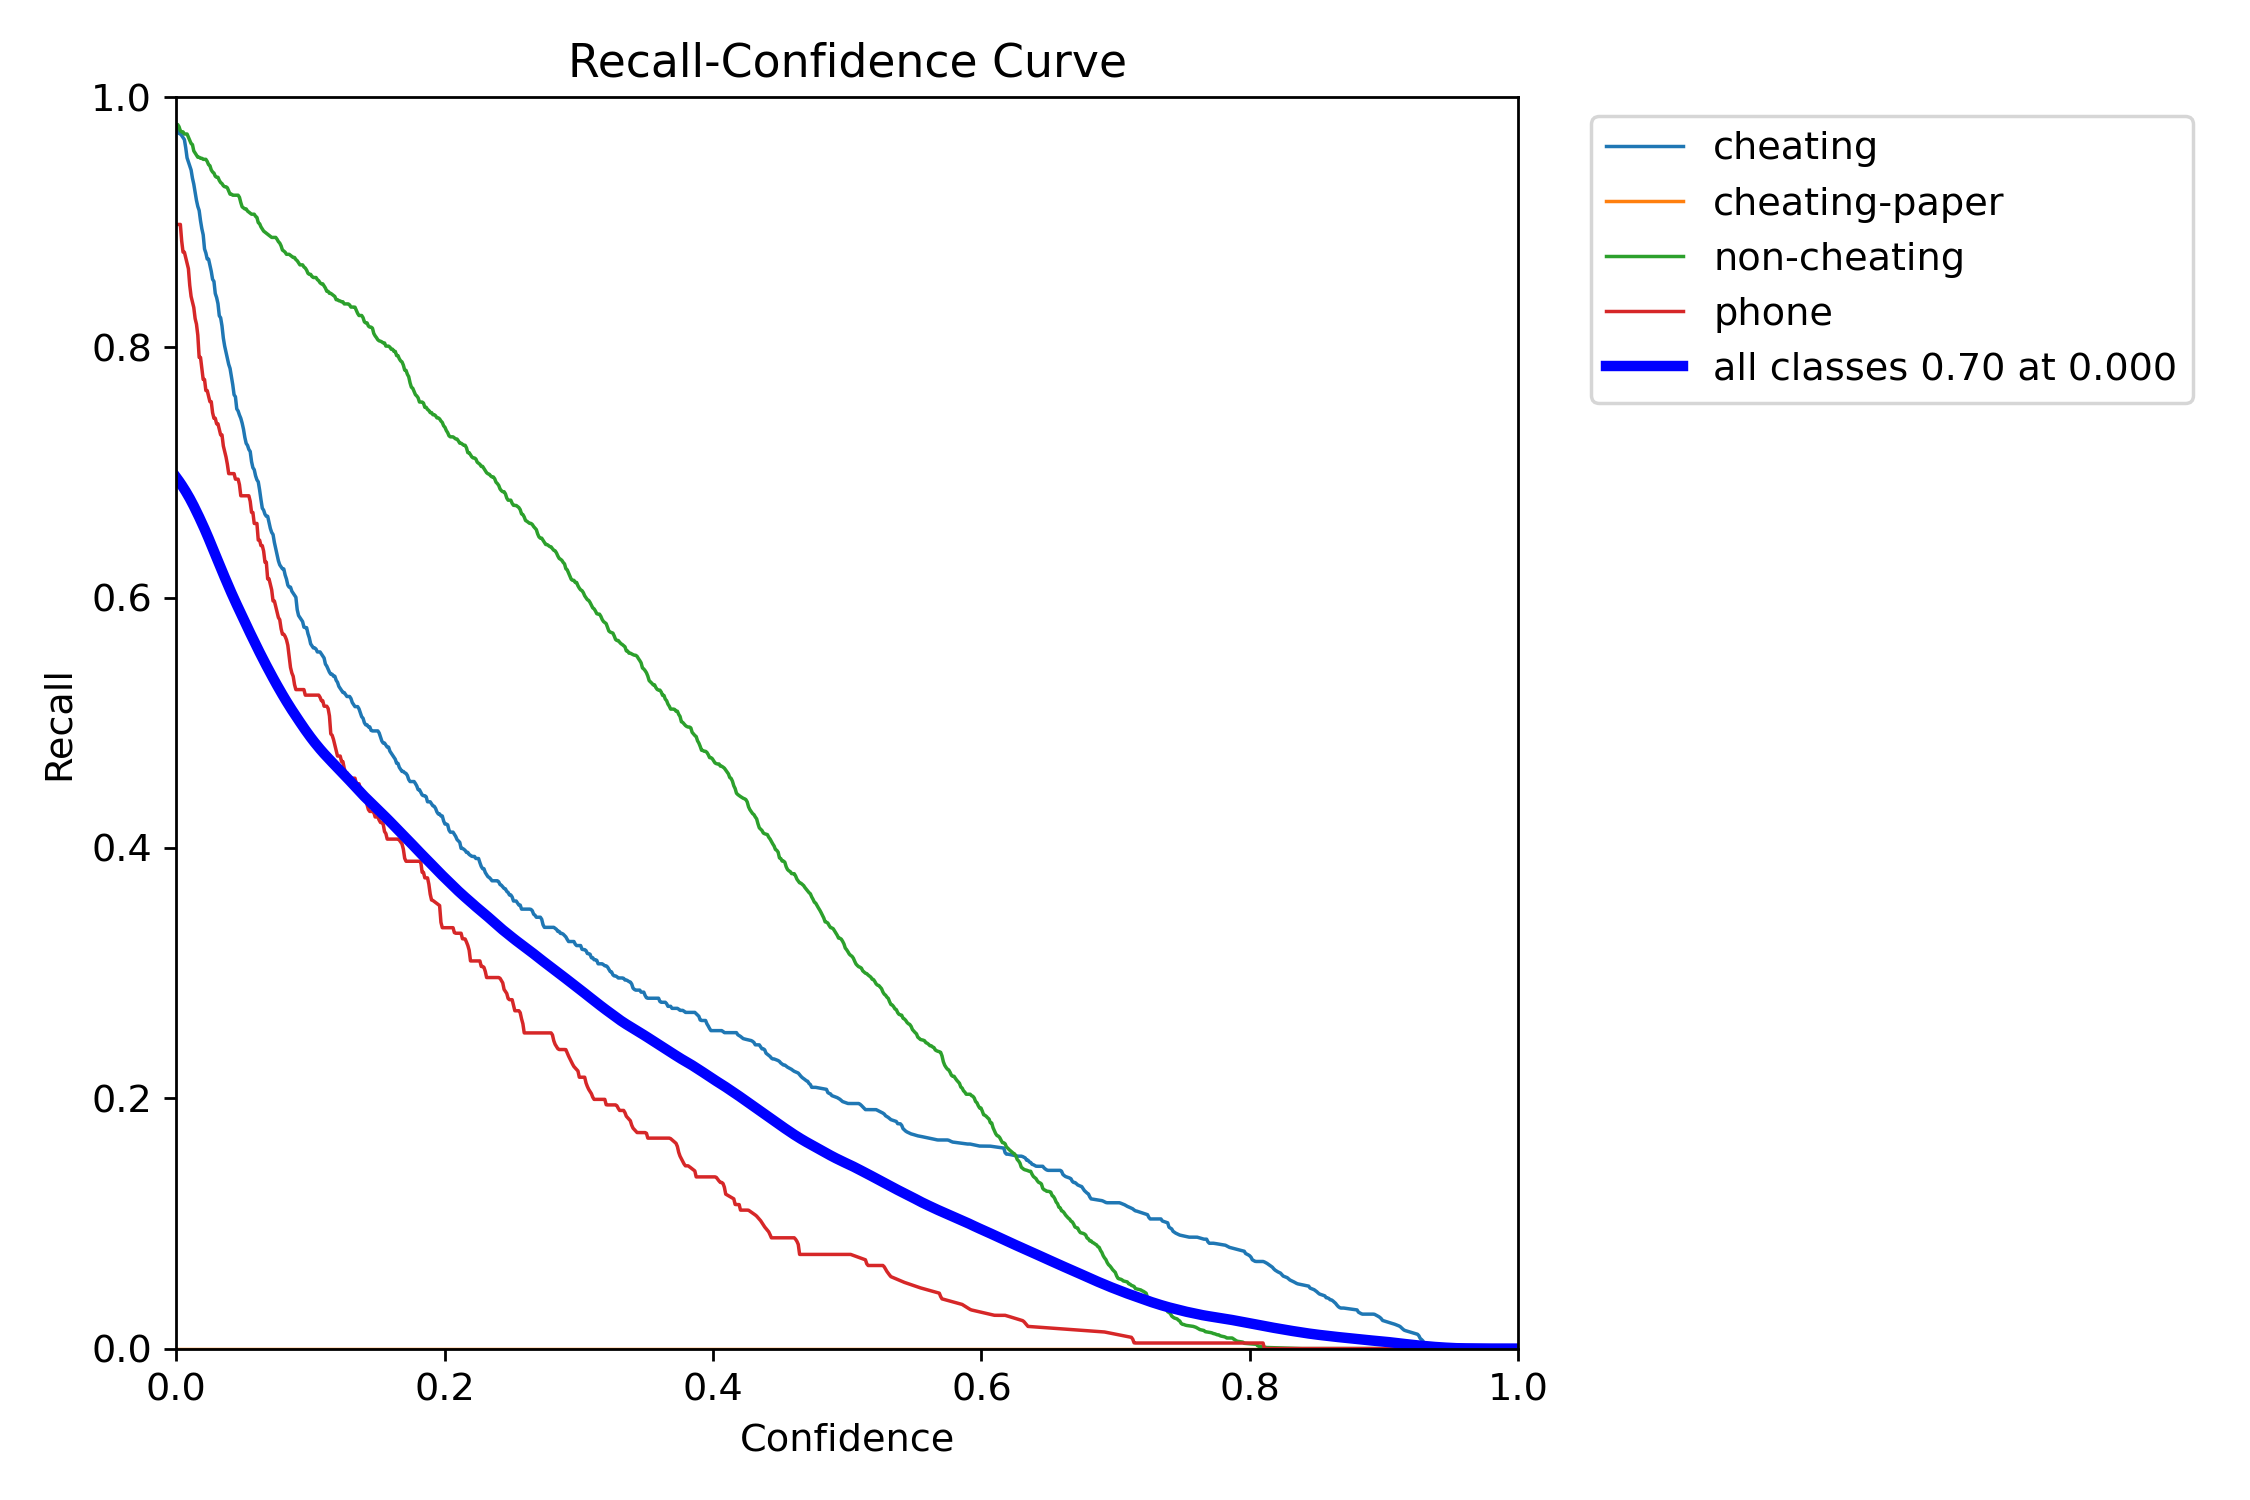 Recall-Confidence Curve
1.0
0.8
0.6
0.4
0.2
0.0
Recall
0.0 0.2 0.4 0.6 0.8 1.0
Confidence
cheating
cheating-paper
non-cheating
phone
all classes 0.70 at 0.000